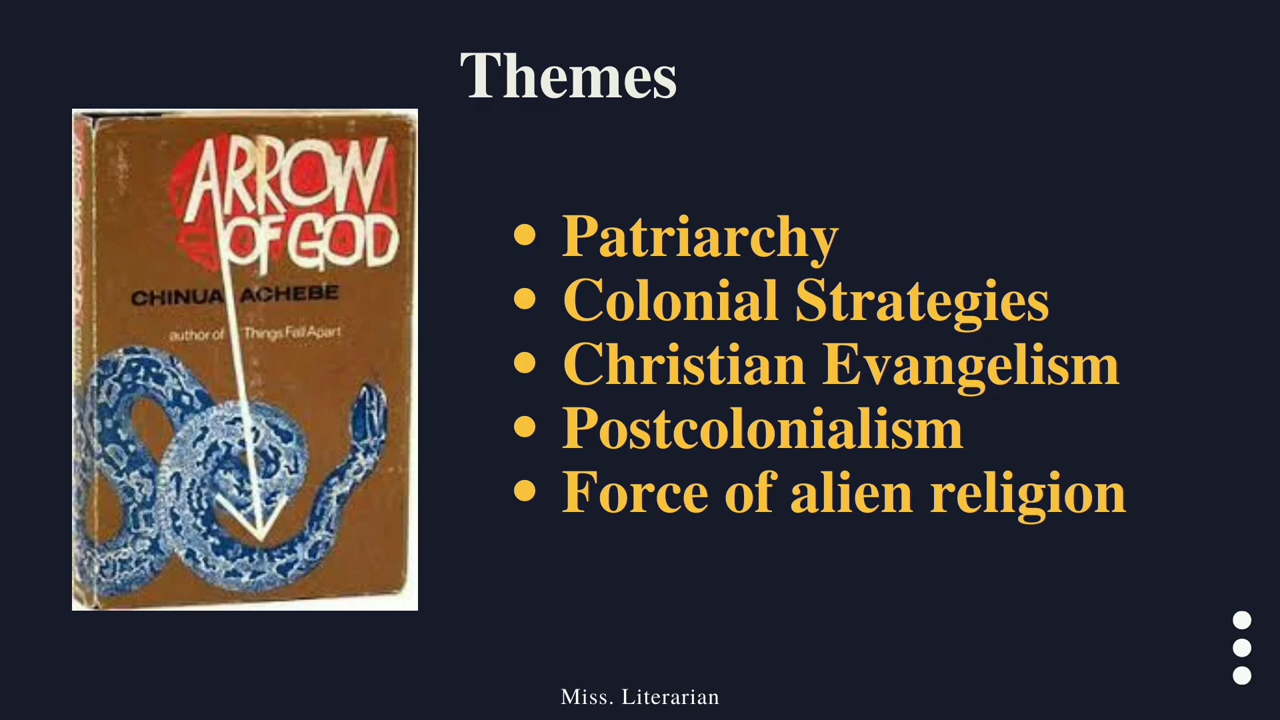 Themes
ARROW
OF GOD
CHINUA ACHEBE
author of Things Fall Apart
• Patriarchy
• Colonial Strategies
• Christian Evangelism
• Postcolonialism
• Force of alien religion
Miss. Literarian